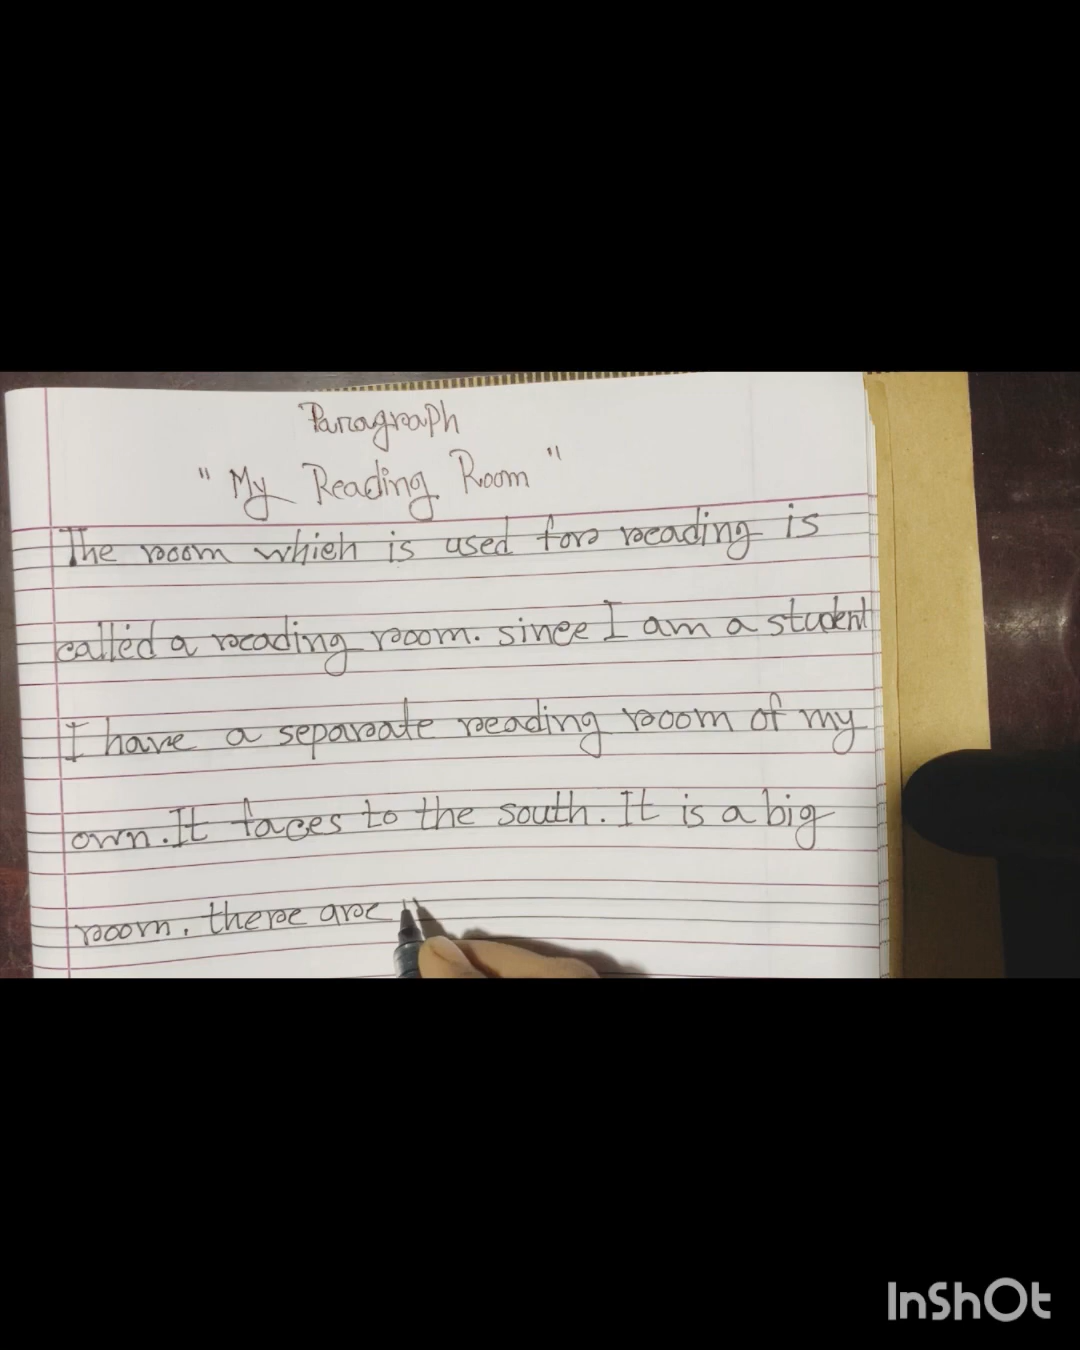 Paragraph
"My Reading Room"
The room which is used for reading is
called a reading room. since I am a student
I have a separate reading room of my
own. It faces to the south. It is a big
room. there are
InShOt